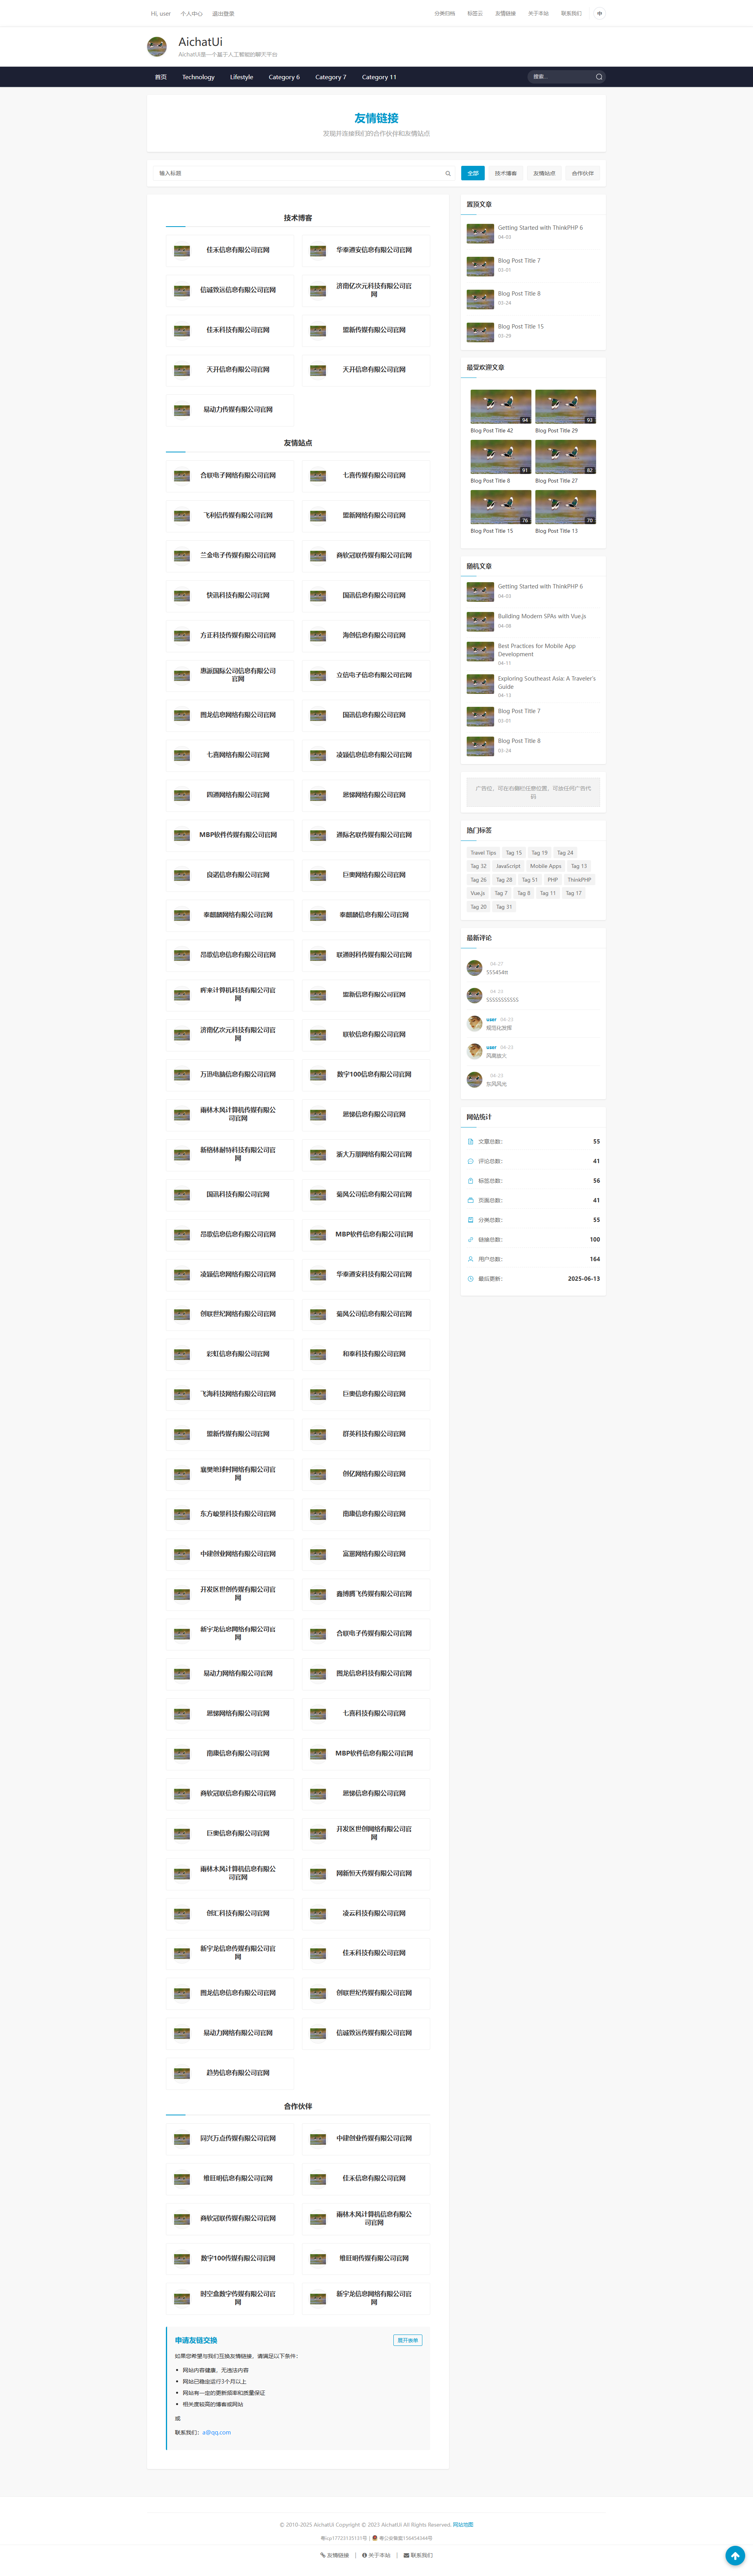 Hi, user 个人中心 退出登录 分类归档 标签云 友情链接 关于本站 联系我们 中
AichatUi
AichatUi是一个基于人工智能的聊天平台
首页 Technology Lifestyle Category 6 Category 7 Category 11 搜索...
友情链接
发现并连接我们的合作伙伴和友情站点
输入标题 全部 技术博客 友情站点 合作伙伴
技术博客
佳禾信息有限公司官网 华泰通安信息有限公司官网
信诚致远信息有限公司官网 济南亿次元科技有限公司官
网
佳禾科技有限公司官网 盟新传媒有限公司官网
天开信息有限公司官网 天开信息有限公司官网
易动力传媒有限公司官网
友情站点
合联电子网络有限公司官网 七喜传媒有限公司官网
飞利信传媒有限公司官网 盟新网络有限公司官网
兰金电子传媒有限公司官网 商软冠联传媒有限公司官网
快讯科技有限公司官网 国讯信息有限公司官网
方正科技传媒有限公司官网 海创信息有限公司官网
惠派国际公司信息有限公司
官网
立信电子信息有限公司官网
图龙信息网络有限公司官网 国讯信息有限公司官网
七喜网络有限公司官网 凌颖信息信息有限公司官网
四通网络有限公司官网 思优网络有限公司官网
MBP软件传媒有限公司官网 通际名联传媒有限公司官网
良诺信息有限公司官网 巨奥网络有限公司官网
泰麒麟网络有限公司官网 泰麒麟信息有限公司官网
昂歌信息信息有限公司官网 联通时科传媒有限公司官网
晖来计算机科技有限公司官
网
盟新信息有限公司官网
济南亿次元科技有限公司官
网
联软信息有限公司官网
万迅电脑信息有限公司官网 数字100信息有限公司官网
雨林木风计算机传媒有限公
司官网
思优信息有限公司官网
新格林耐特科技有限公司官
网
浙大万朋网络有限公司官网
国讯科技有限公司官网 菊风公司信息有限公司官网
昂歌信息信息有限公司官网 MBP软件信息有限公司官网
凌颖信息网络有限公司官网 华泰通安科技有限公司官网
创联世纪网络有限公司官网 菊风公司信息有限公司官网
彩虹信息有限公司官网 和泰科技有限公司官网
飞海科技网络有限公司官网 巨奥信息有限公司官网
盟新传媒有限公司官网 群英科技有限公司官网
襄樊地球村网络有限公司官
网
创亿网络有限公司官网
东方峻景科技有限公司官网 南康信息有限公司官网
中建创业网络有限公司官网 富罳网络有限公司官网
开发区世创传媒有限公司官
网
鑫博腾飞传媒有限公司官网
新宇龙信息网络有限公司官
网
合联电子传媒有限公司官网
易动力网络有限公司官网 图龙信息科技有限公司官网
思优网络有限公司官网 七喜科技有限公司官网
南康信息有限公司官网 MBP软件信息有限公司官网
商软冠联信息有限公司官网 思优信息有限公司官网
巨奥信息有限公司官网 开发区世创网络有限公司官
网
雨林木风计算机信息有限公
司官网
网新恒天传媒有限公司官网
创汇科技有限公司官网 凌云科技有限公司官网
新宇龙信息传媒有限公司官
网
佳禾科技有限公司官网
图龙信息信息有限公司官网 创联世纪传媒有限公司官网
易动力网络有限公司官网 信诚致远传媒有限公司官网
趋势信息有限公司官网
合作伙伴
同兴万点传媒有限公司官网 中建创业传媒有限公司官网
维旺明信息有限公司官网 佳禾信息有限公司官网
商软冠联传媒有限公司官网 雨林木风计算机信息有限公
司官网
数字100传媒有限公司官网 维旺明传媒有限公司官网
时空盒数字传媒有限公司官
网
新宇龙信息网络有限公司官
网
申请友链交换 展开表单
如果您希望与我们互换友情链接，请满足以下条件：
网站内容健康，无违法内容
网站已稳定运行3个月以上
网站有一定的更新频率和质量保证
相关度较高的博客或网站
或
联系我们：a@qq.com
置顶文章
Getting Started with ThinkPHP 6
04-03
Blog Post Title 7
03-01
Blog Post Title 8
03-24
Blog Post Title 15
03-29
最受欢迎文章
94 93
Blog Post Title 42 Blog Post Title 29
91 82
Blog Post Title 8 Blog Post Title 27
76 70
Blog Post Title 15 Blog Post Title 13
随机文章
Getting Started with ThinkPHP 6
04-03
Building Modern SPAs with Vue.js
04-08
Best Practices for Mobile App
Development
04-11
Exploring Southeast Asia: A Traveler's
Guide
04-13
Blog Post Title 7
03-01
Blog Post Title 8
03-24
广告位，可在右侧栏任意位置，可放任何广告代
码
热门标签
Travel Tips Tag 15 Tag 19 Tag 24
Tag 32 JavaScript Mobile Apps Tag 13
Tag 26 Tag 28 Tag 51 PHP ThinkPHP
Vue.js Tag 7 Tag 8 Tag 11 Tag 17
Tag 20 Tag 31
最新评论
04-27
555454ttt
04-25
55555555555
user 04-23
规范化发挥
user 04-23
风高放火
04-23
东风风光
网站统计
文章总数： 55
评论总数： 41
标签总数： 56
页面总数： 41
分类总数： 55
链接总数： 100
用户总数： 164
最后更新： 2025-06-13
© 2010-2025 AichatUi Copyright © 2023 AichatUi All Rights Reserved. 网站地图
粤icp17723135131号 | 粤公安备案156454344号
友情链接 | 关于本站 | 联系我们